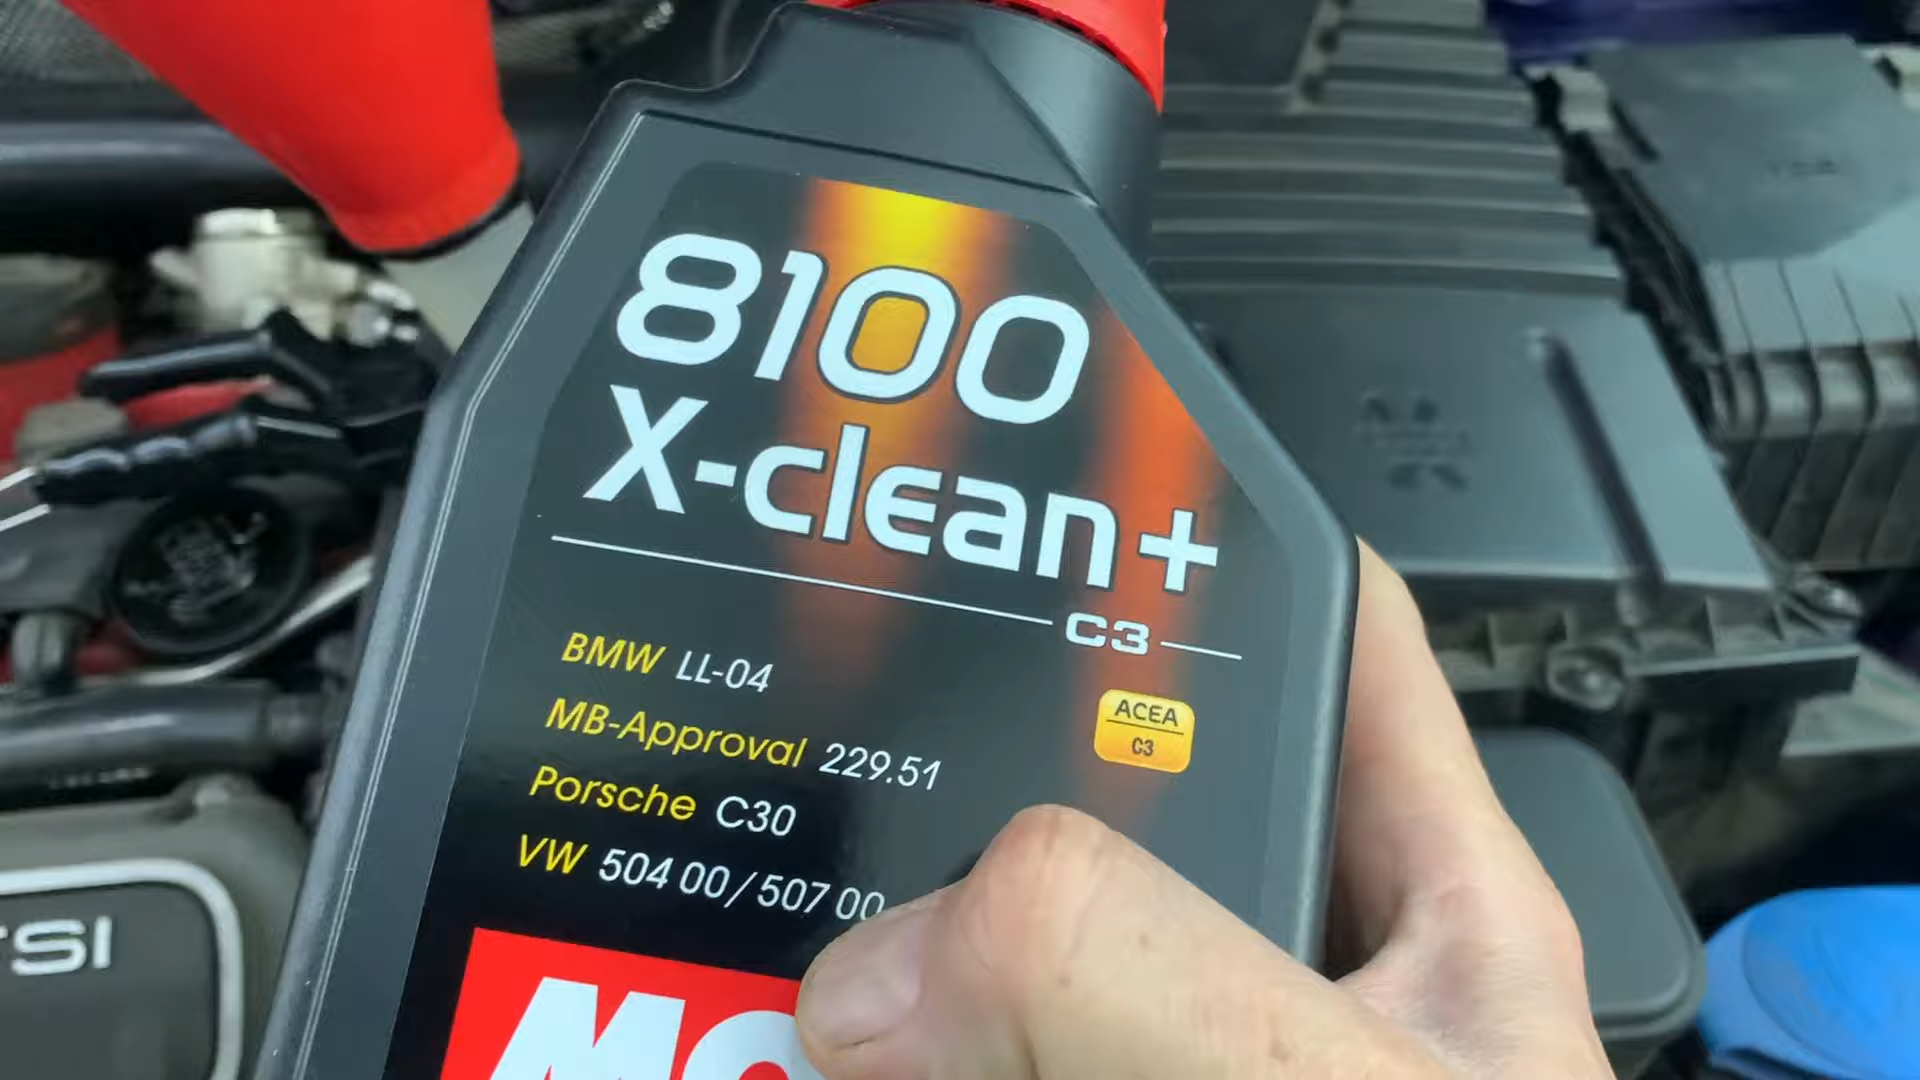 8100
X-clean+
C3
BMW LL-04
MB-Approval 229.51
ACEA
C3
Porsche C30
VW 504 00 / 507 00
TSI
MO